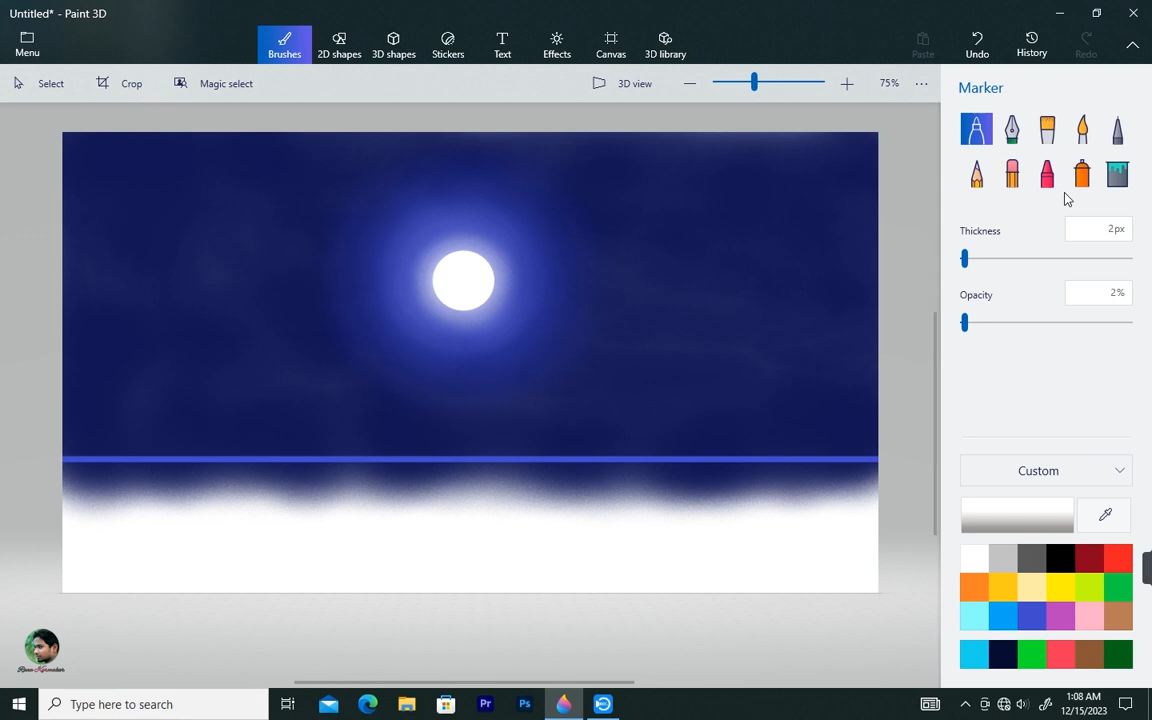 Untitled* - Paint 3D
Menu
Brushes
2D shapes
3D shapes
Stickers
Text
Effects
Canvas
3D library
Paste
Undo
History
Redo
Select
Crop
Magic select
3D view
75%
Marker
Thickness
2px
Opacity
2%
Custom
Type here to search
Pr
Ps
1:08 AM
12/15/2023